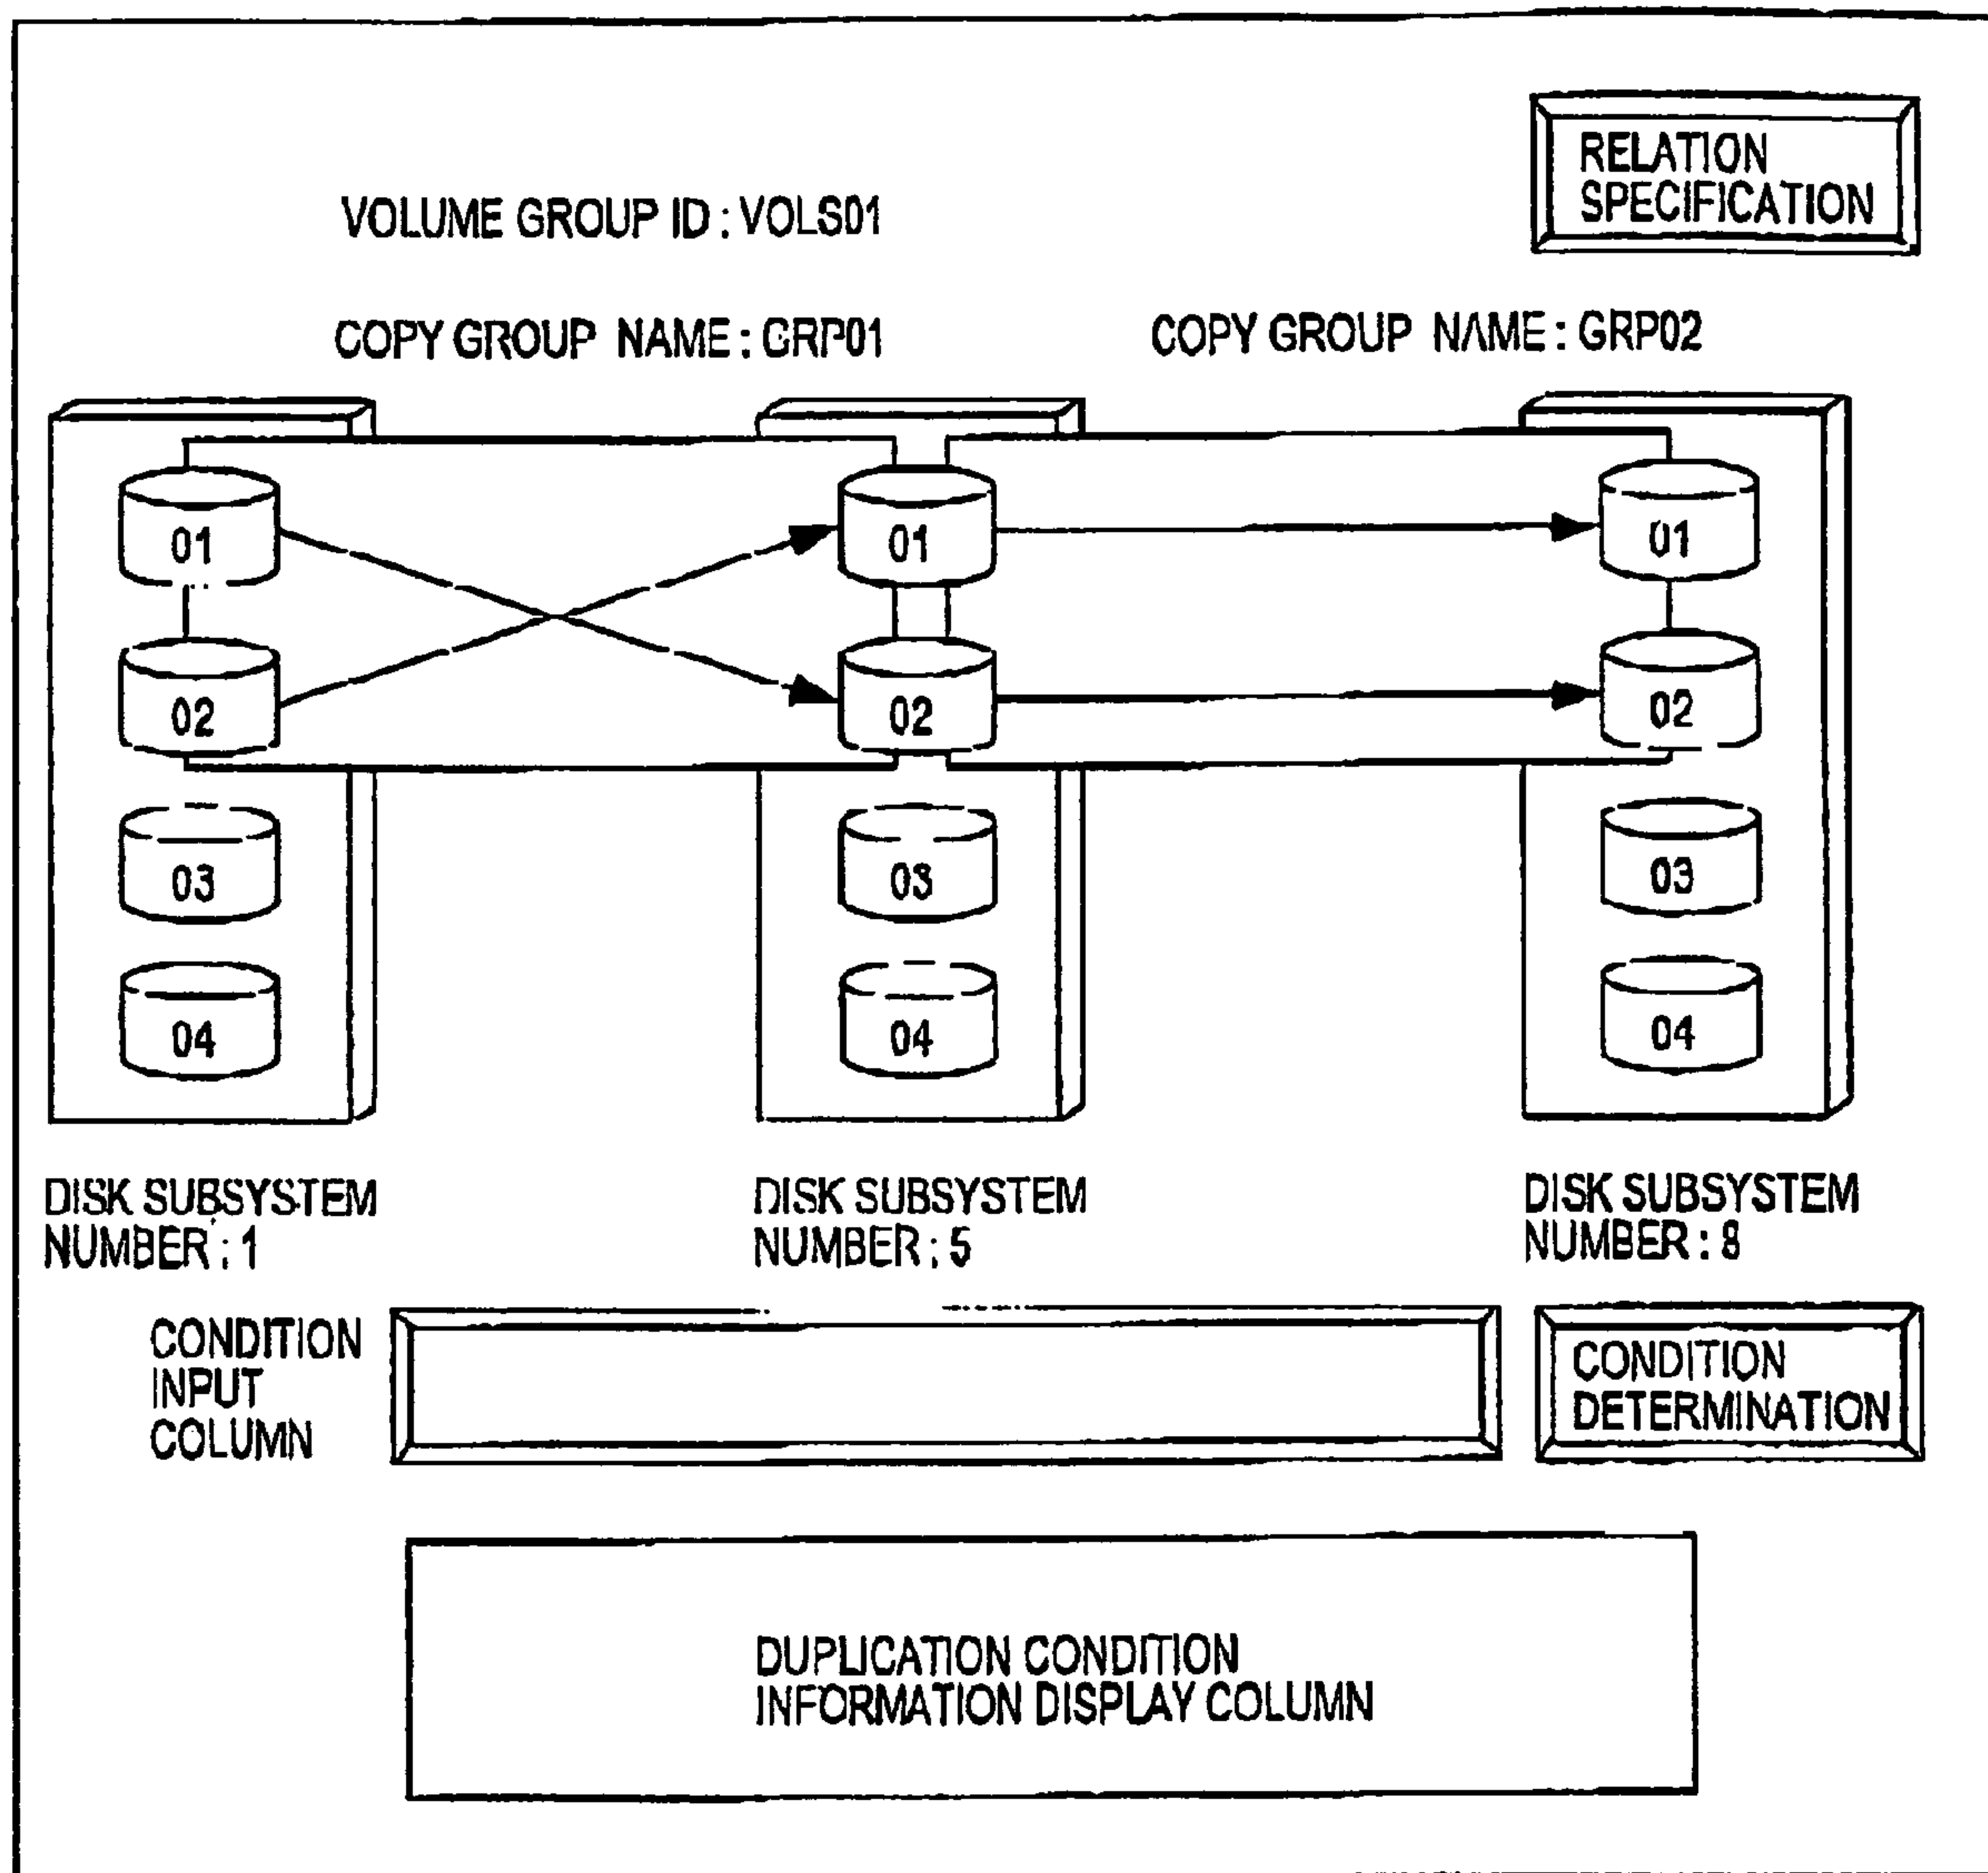 RELATION
SPECIFICATION
VOLUME GROUP ID : VOLS01
COPY GROUP NAME : GRP01
COPY GROUP NAME : GRP02
01
01
01
02
02
02
03
03
03
04
04
04
DISK SUBSYSTEM
NUMBER : 1
DISK SUBSYSTEM
NUMBER : 5
DISK SUBSYSTEM
NUMBER :
CONDITION
INPUT
COLUMN
CONDITION
DETERMINATION
DUPLICATION CONDITION
INFORMATION DISPLAY COLUMN